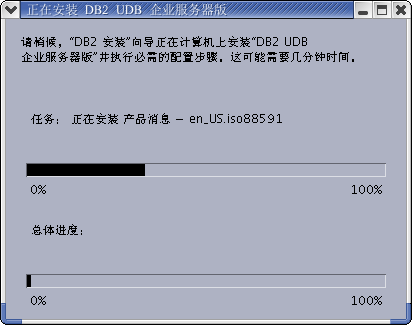 正在安装 DB2 UDB 企业服务器版
请稍候，“DB2 安装”向导正在计算机上安装“DB2 UDB
企业服务器版”并执行必需的配置步骤。这可能需要几分钟时间。
任务： 正在安装 产品消息 – en_US.iso88591
0% 100%
总体进度：
0% 100%